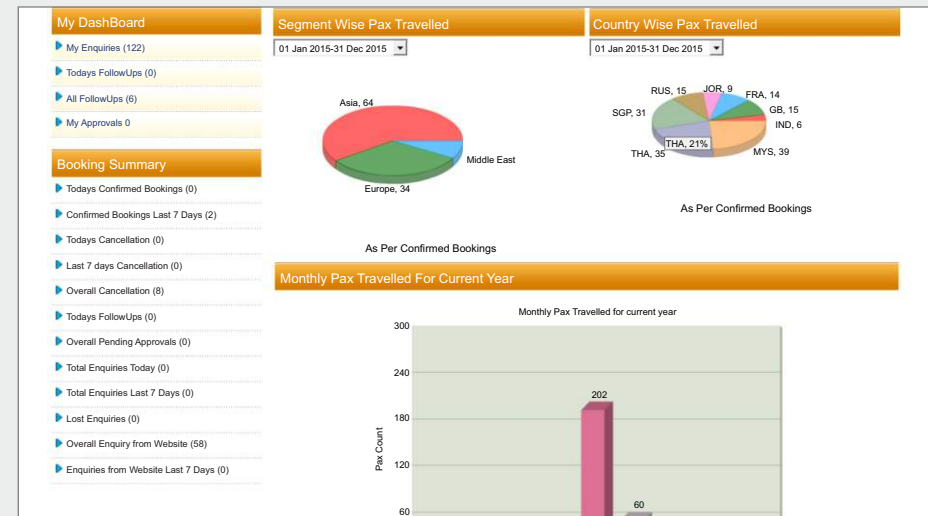 My DashBoard
My Enquiries (122)
Todays FollowUps (0)
All FollowUps (6)
My Approvals 0
Booking Summary
Todays Confirmed Bookings (0)
Confirmed Bookings Last 7 Days (2)
Todays Cancellation (0)
Last 7 days Cancellation (0)
Overall Cancellation (8)
Todays FollowUps (0)
Overall Pending Approvals (0)
Total Enquiries Today (0)
Total Enquiries Last 7 Days (0)
Lost Enquiries (0)
Overall Enquiry from Website (58)
Enquiries from Website Last 7 Days (0)
Segment Wise Pax Travelled
01 Jan 2015-31 Dec 2015
Asia, 64
Middle East
Europe, 34
As Per Confirmed Bookings
Country Wise Pax Travelled
01 Jan 2015-31 Dec 2015
RUS, 15
JOR, 9
FRA, 14
SGP, 31
GB, 15
IND, 6
THA, 21%
THA, 35
MYS, 39
As Per Confirmed Bookings
Monthly Pax Travelled For Current Year
Monthly Pax Travelled for current year
300
240
202
180
Pax Count
120
60
60